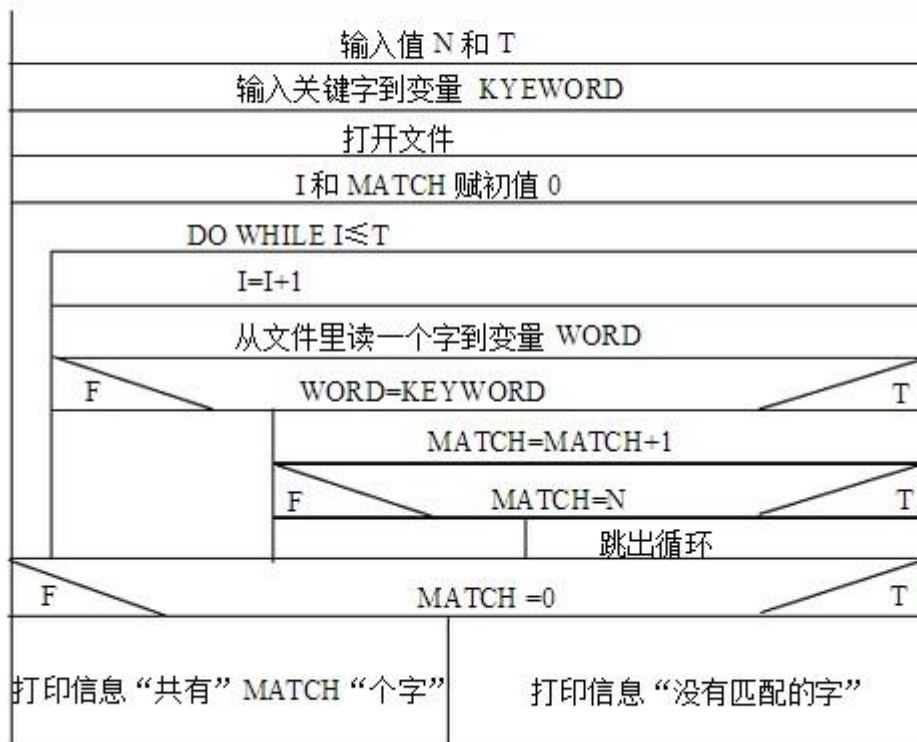 输入值 N 和 T
输入关键字到变量 KYEWORD
打开文件
I 和 MATCH 赋初值 0
DO WHILE I≤T
I=I+1
从文件里读一个字到变量 WORD
F WORD=KEYWORD T
MATCH=MATCH+1
F MATCH=N T
跳出循环
F MATCH =0 T
打印信息“共有” MATCH “个字” 打印信息“没有匹配的字”